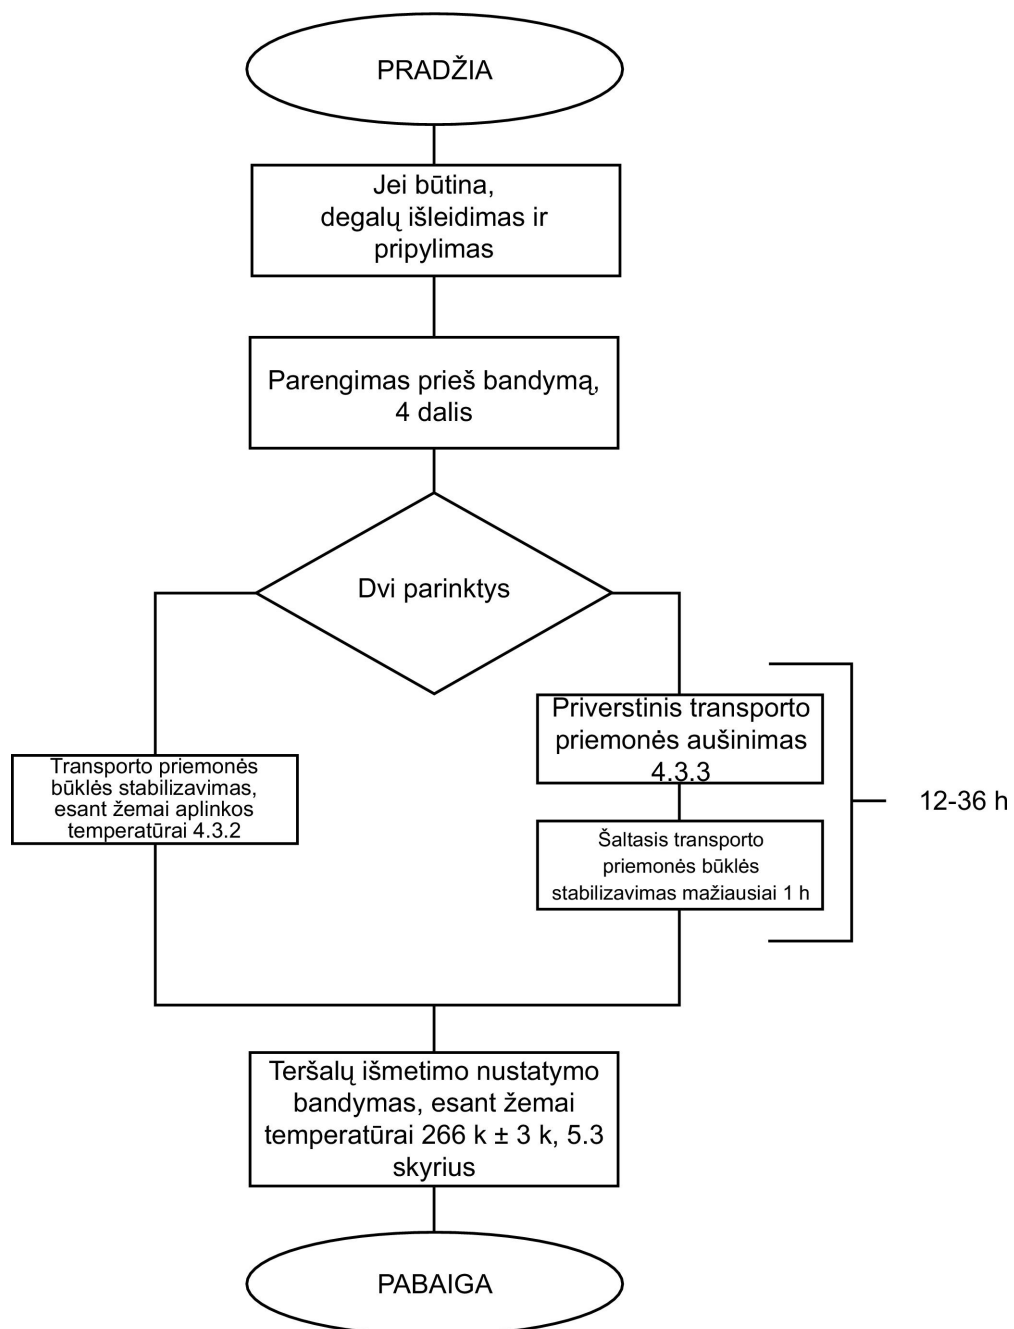 PRADŽIA
Jei būtina,
degalų išleidimas ir
pripylimas
Parengimas prieš bandymą,
4 dalis
Dvi parinktys
Transporto priemonės
būklės stabilizavimas,
esant žemai aplinkos
temperatūrai 4.3.2
Priverstinis transporto
priemonės aušinimas
4.3.3
Šaltasis transporto
priemonės būklės
stabilizavimas mažiausiai 1 h
12-36 h
Teršalų išmetimo nustatymo
bandymas, esant žemai
temperatūrai 266 k ± 3 k, 5.3
skyrius
PABAIGA